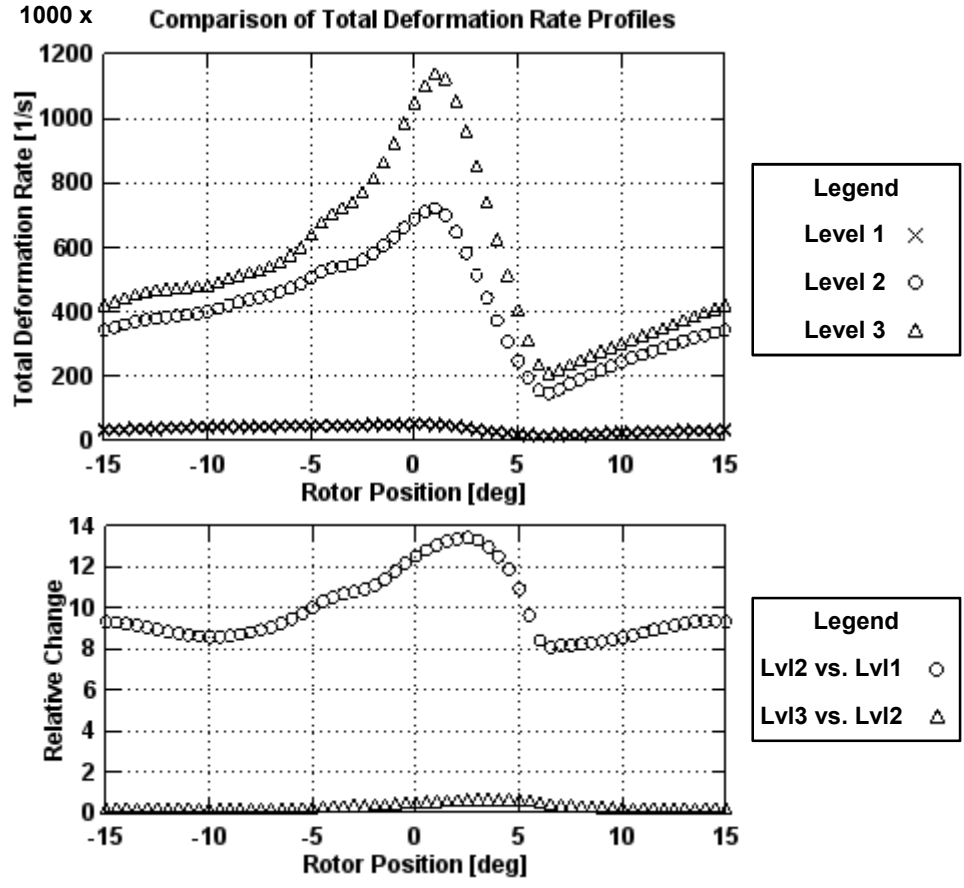 1000 x Comparison of Total Deformation Rate Profiles
1200
1000
800
600
400
200
0
Total Deformation Rate [1/s]
-15 -10 -5 0 5 10 15
Rotor Position [deg]
Legend
Level 1
Level 2
Level 3
14
12
10
8
6
4
2
0
Relative Change
-15 -10 -5 0 5 10 15
Rotor Position [deg]
Legend
Lvl2 vs. Lvl1
Lvl3 vs. Lvl2